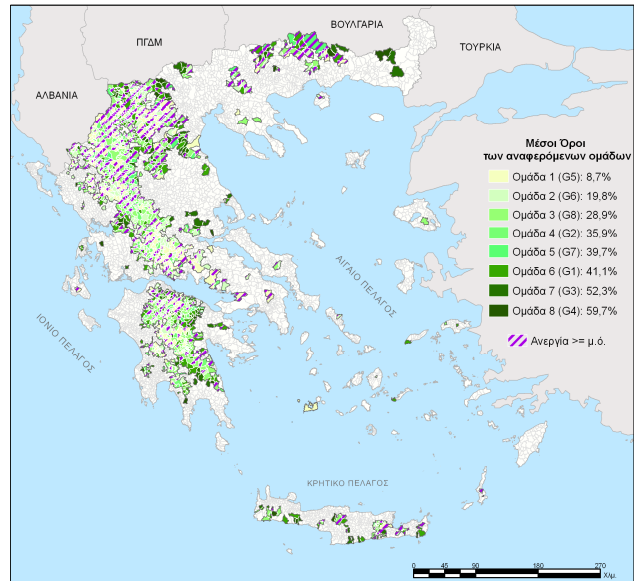 ΒΟΥΛΓΑΡΙΑ
ΠΓΔΜ
ΤΟΥΡΚΙΑ
ΑΛΒΑΝΙΑ
Μέσοι Όροι
των αναφερόμενων ομάδων
Ομάδα 1 (G5): 8,7%
Ομάδα 2 (G6): 19,8%
Ομάδα 3 (G8): 28,9%
Ομάδα 4 (G2): 35,9%
Ομάδα 5 (G7): 39,7%
Ομάδα 6 (G1): 41,1%
Ομάδα 7 (G3): 52,3%
Ομάδα 8 (G4): 59,7%
Ανεργία >= μ.ό.
ΑΙΓΑΙΟ ΠΕΛΑΓΟΣ
ΙΟΝΙΟ ΠΕΛΑΓΟΣ
ΚΡΗΤΙΚΟ ΠΕΛΑΓΟΣ
0 45 90 180 270
Χλμ.